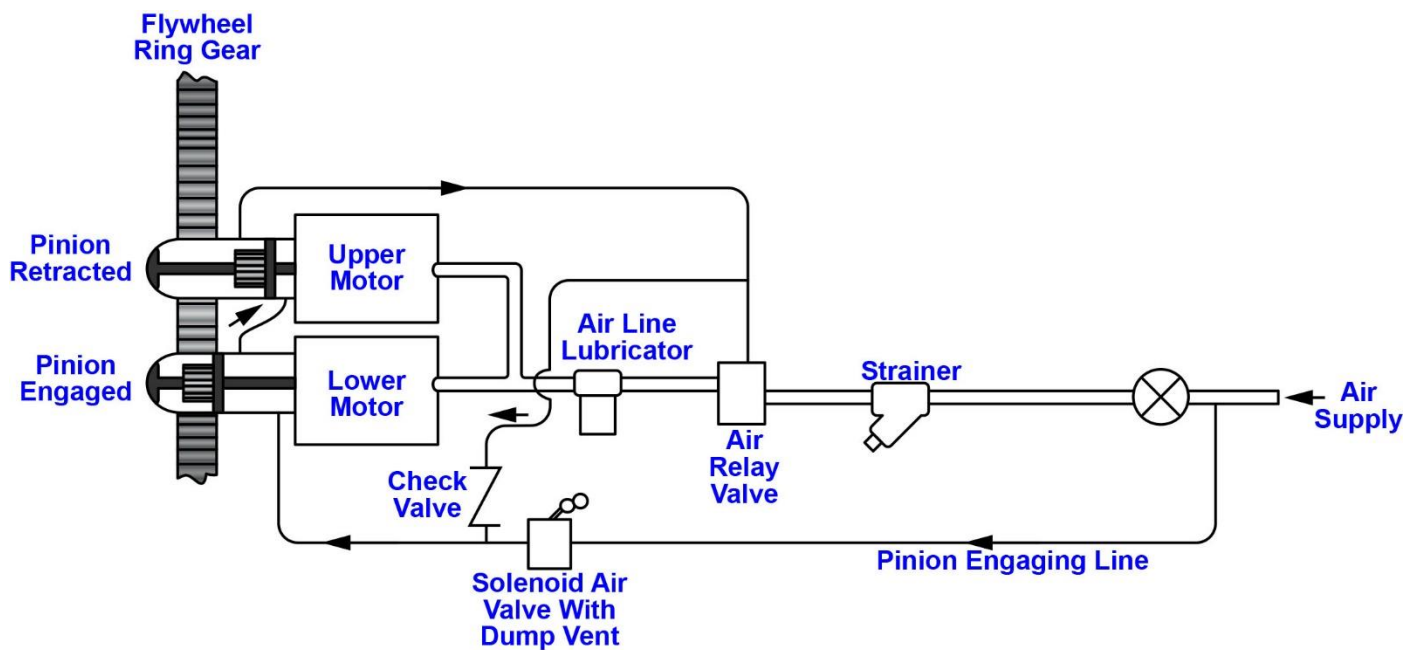 Flywheel
Ring Gear
Pinion
Retracted
Upper
Motor
Air Line
Lubricator
Pinion
Engaged
Lower
Motor
Strainer
Air
Supply
Air
Relay
Valve
Check
Valve
Pinion Engaging Line
Solenoid Air
Valve With
Dump Vent